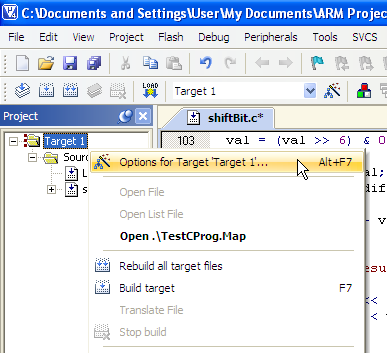 C:\Documents and Settings\User\My Documents\ARM Projec
File Edit View Project Flash Debug Peripherals Tools SVCS
LOAD Target 1
Project
shiftBit.c*
Target 1
103 val = (val >> 6) & 0
Sourc
Options for Target 'Target 1'... Alt+F7
L
al;
s
dif
Open File
Open List File
- v
Open .\TestCProg.Map
esu
Rebuild all target files
<<
Build target F7
< t
Translate File
Stop build